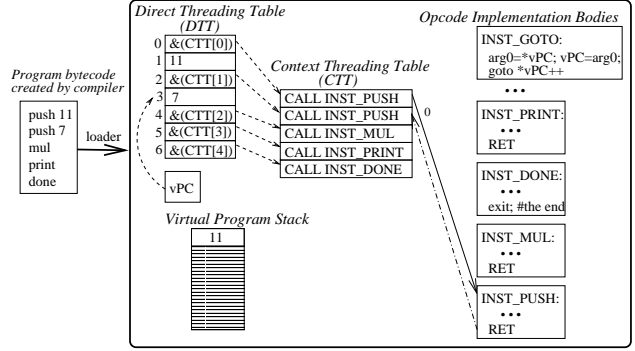 Program bytecode
created by compiler
push 11
push 7
mul
print
done
loader
Direct Threading Table
(DTT)
0 &(CTT[0])
1 11
2 &(CTT[1])
3 7
4 &(CTT[2])
5 &(CTT[3])
6 &(CTT[4])
vPC
Virtual Program Stack
11
Context Threading Table
(CTT)
CALL INST_PUSH
CALL INST_PUSH
CALL INST_MUL
CALL INST_PRINT
CALL INST_DONE
0
Opcode Implementation Bodies
INST_GOTO:
arg0=*vPC; vPC=arg0;
goto *vPC++
•••
INST_PRINT:
•••
RET
INST_DONE:
•••
exit; #the end
INST_MUL:
•••
RET
INST_PUSH:
•••
RET